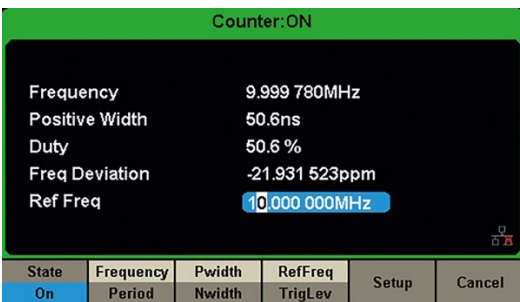 Counter:ON
Frequency 9.999 780MHz
Positive Width 50.6ns
Duty 50.6 %
Freq Deviation -21.931 523ppm
Ref Freq 10.000 000MHz
State Frequency Pwidth RefFreq Setup Cancel
On Period Nwidth TrigLev